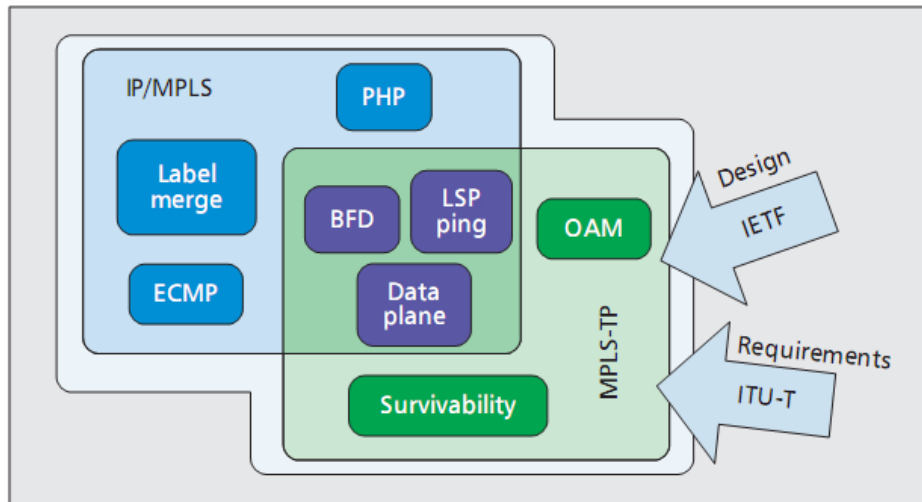 IP/MPLS
PHP
Label
merge
ECMP
BFD
LSP
ping
Data
plane
OAM
Survivability
MPLS-TP
Design
IETF
Requirements
ITU-T